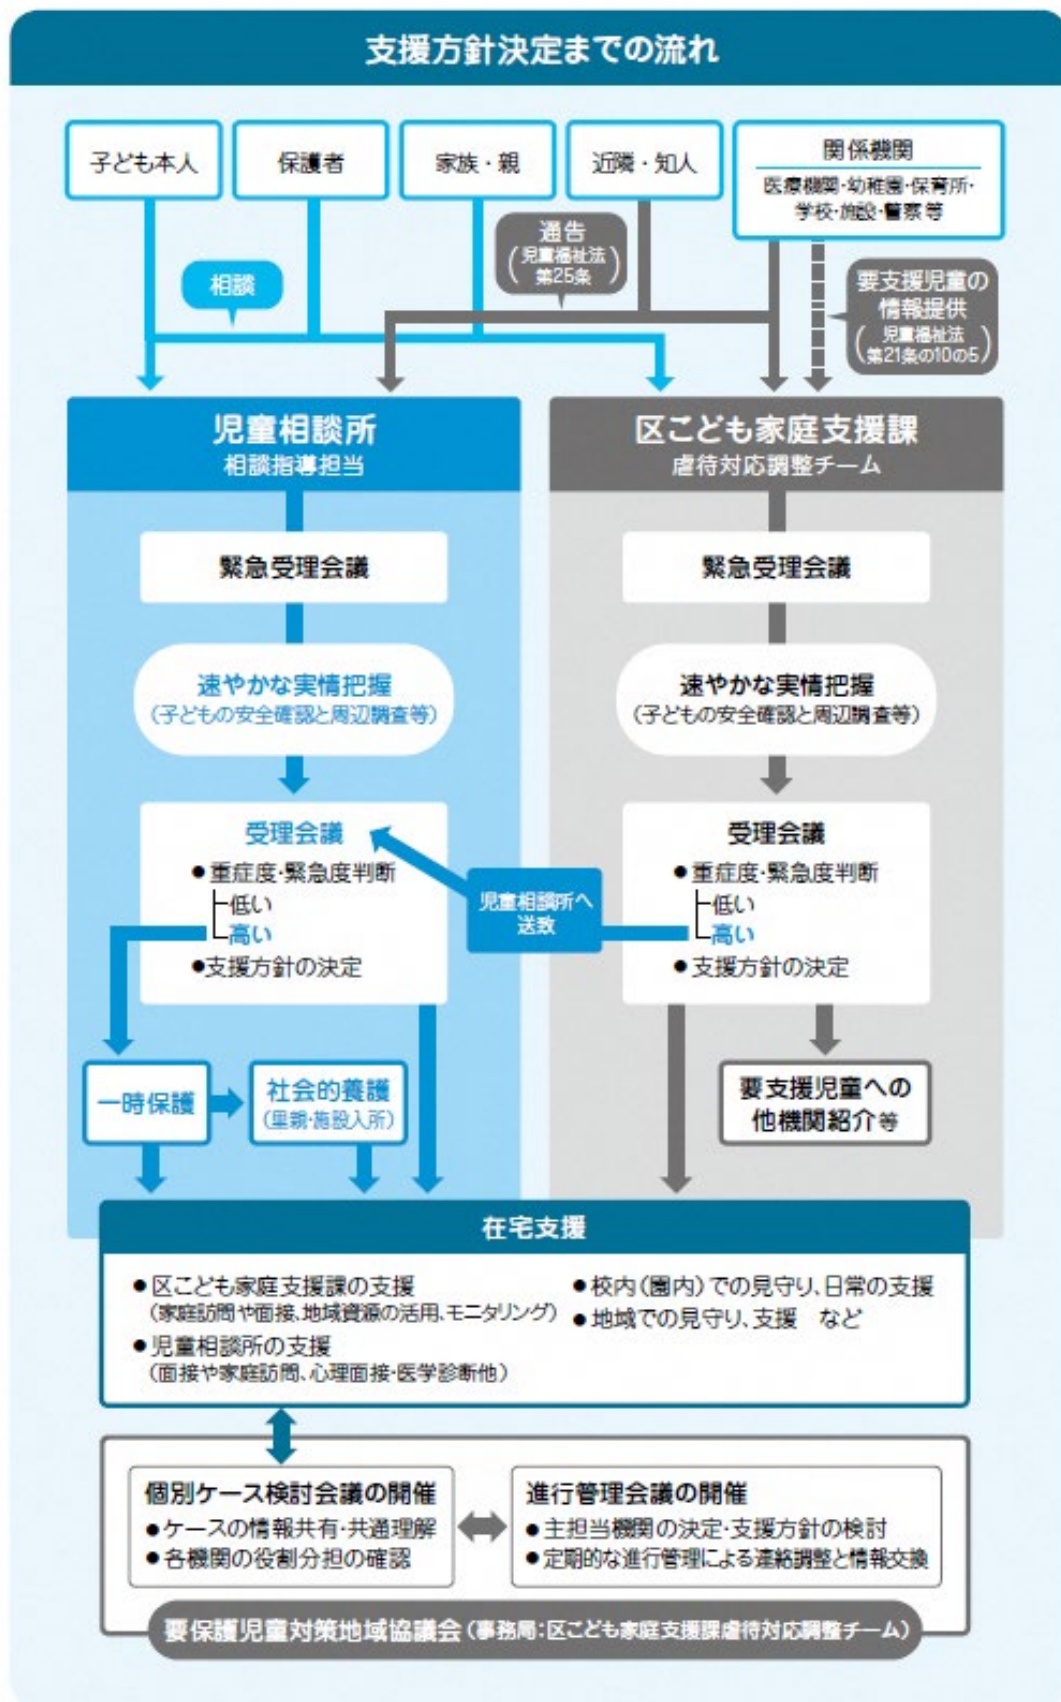 支援方針決定までの流れ
子ども本人
保護者
家族・親
近隣・知人
関係機関
医療機関・幼稚園・保育所・
学校・施設・警察等
相談
通告
(児童福祉法
第25条)
要支援児童の
情報提供
(児童福祉法
第21条の10の5)
児童相談所
相談指導担当
緊急受理会議
速やかな実情把握
(子どもの安全確認と周辺調査等)
受理会議
●重症度・緊急度判断
低い
高い
●支援方針の決定
児童相談所へ
送致
一時保護
社会的養護
(里親・施設入所)
区こども家庭支援課
虐待対応調整チーム
緊急受理会議
速やかな実情把握
(子どもの安全確認と周辺調査等)
受理会議
●重症度・緊急度判断
低い
高い
●支援方針の決定
要支援児童への
他機関紹介等
在宅支援
●区こども家庭支援課の支援
(家庭訪問や面接、地域資源の活用、モニタリング)
●児童相談所の支援
(面接や家庭訪問、心理面接・医学診断他)
●校内(園内)での見守り、日常の支援
●地域での見守り、支援 など
個別ケース検討会議の開催
●ケースの情報共有・共通理解
●各機関の役割分担の確認
進行管理会議の開催
●主担当機関の決定・支援方針の検討
●定期的な進行管理による連絡調整と情報交換
要保護児童対策地域協議会(事務局:区こども家庭支援課虐待対応調整チーム)